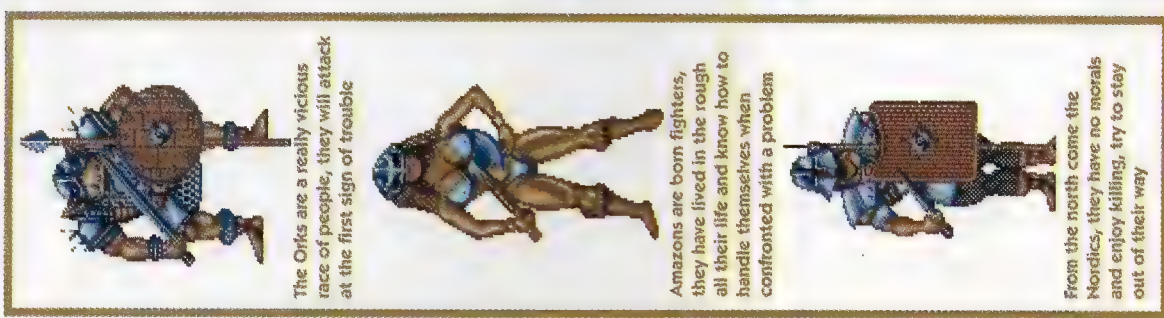 The Orks are a really vicious
race of people, they will attack
at the first sign of trouble
Amazons are born fighters,
they have lived in the rough
all their life and know how to
handle themselves when
confonted with a problem
From the north come the
Nordics, they have no morals
and enjoy killing, try to stay
out of their way